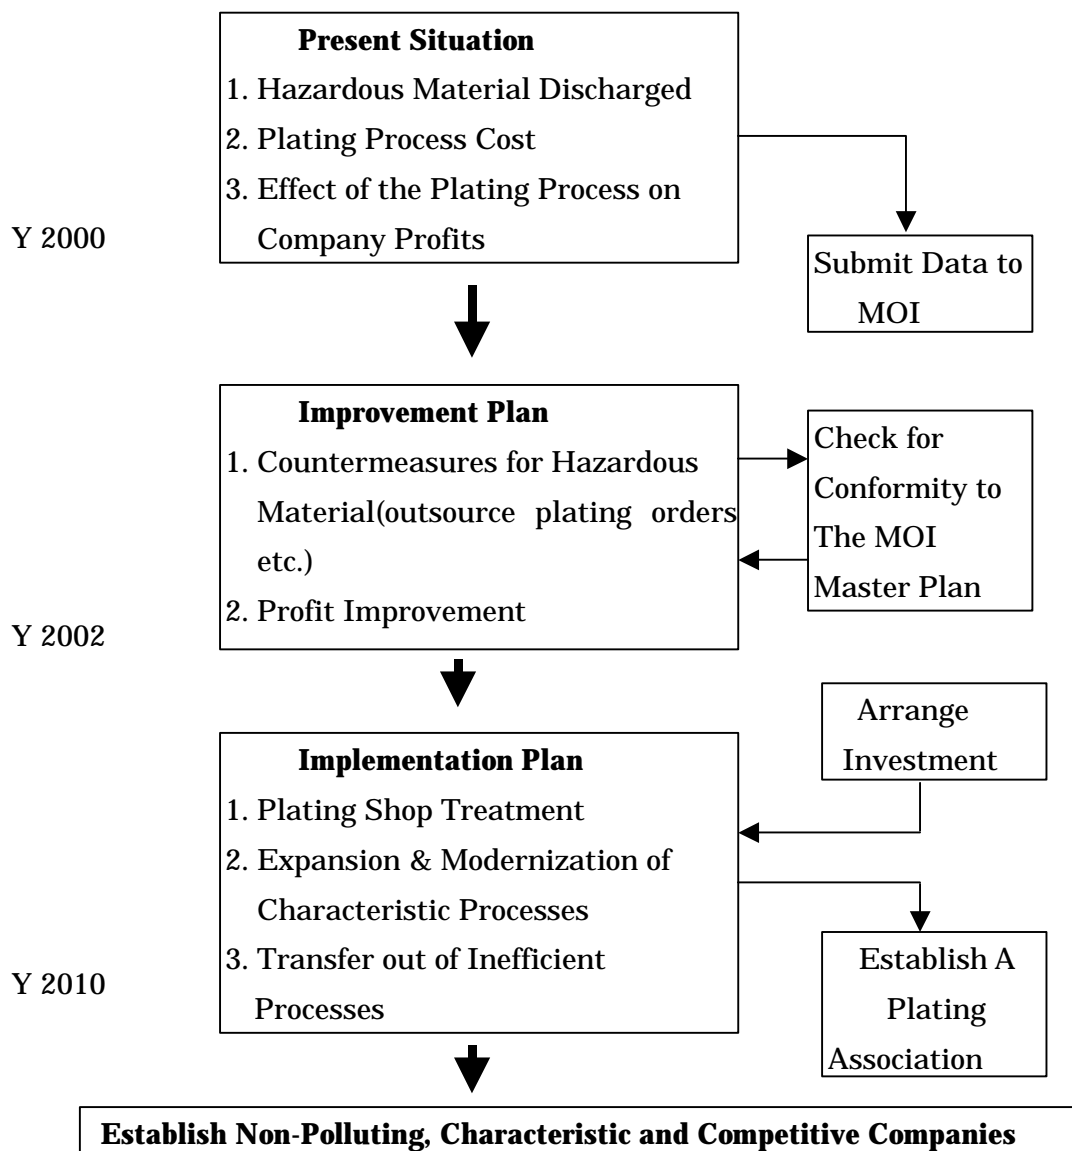 Present Situation
1. Hazardous Material Discharged
2. Plating Process Cost
3. Effect of the Plating Process on
Company Profits
Y 2000
Submit Data to
MOI
Improvement Plan
1. Countermeasures for Hazardous
Material(outsource plating orders
etc.)
2. Profit Improvement
Check for
Conformity to
The MOI
Master Plan
Y 2002
Arrange
Investment
Implementation Plan
1. Plating Shop Treatment
2. Expansion & Modernization of
Characteristic Processes
3. Transfer out of Inefficient
Processes
Y 2010
Establish A
Plating
Association
Establish Non-Polluting, Characteristic and Competitive Companies